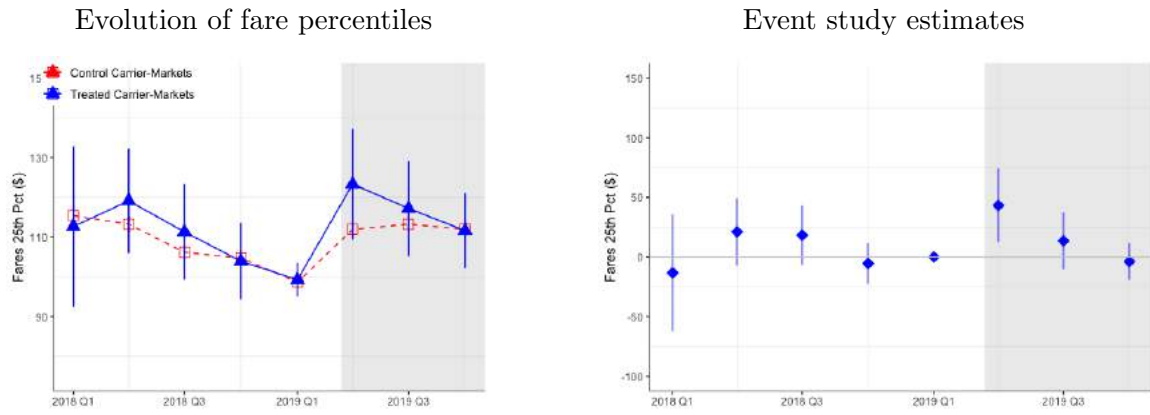 Evolution of fare percentiles
Event study estimates
Control Carrier-Markets
Treated Carrier-Markets
Fares 25th Pct ($)
15
130
110
90
2018 Q1
2018 Q3
2019 Q1
2019 Q3
Fares 25th Pct ($)
150
100
50
0
-50
-100
2018 Q1
2018 Q3
2019 Q1
2019 Q3